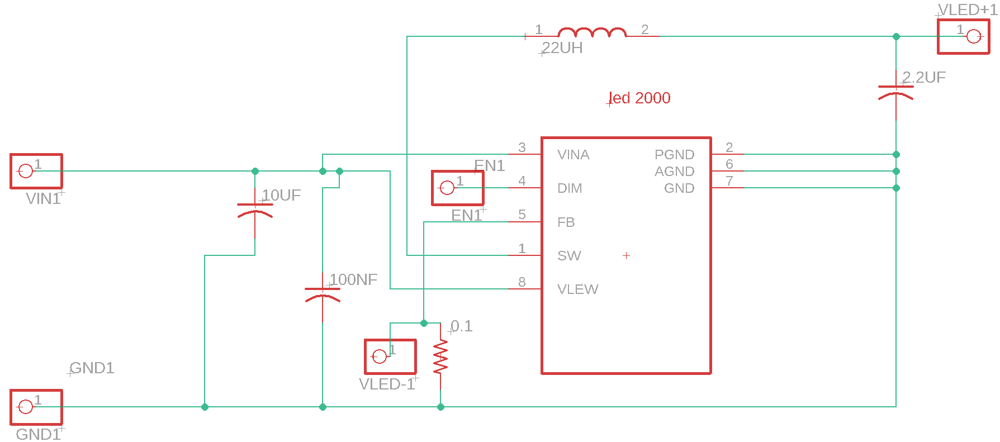 VLED+1
1
1
2
22UH
2.2UF
led 2000
3
VINA
PGND
2
1
EN1
AGND
6
VIN1
1
4
DIM
GND
7
10UF
EN1
5
FB
1
SW
100NF
8
VLEW
0.1
1
VLED-1
GND1
1
GND1